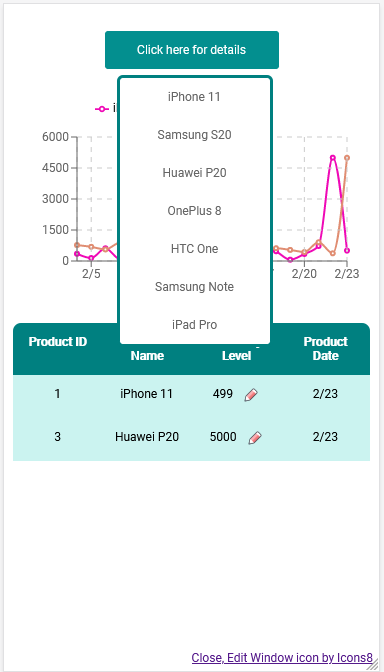 Click here for details
iPhone 11
Samsung S20
Huawei P20
OnePlus 8
HTC One
Samsung Note
iPad Pro
6000
4500
3000
1500
0
2/5
2/20
2/23
Product ID
Name
Level
Product
Date
1
iPhone 11
499
2/23
3
Huawei P20
5000
2/23
Close, Edit Window icon by Icons8